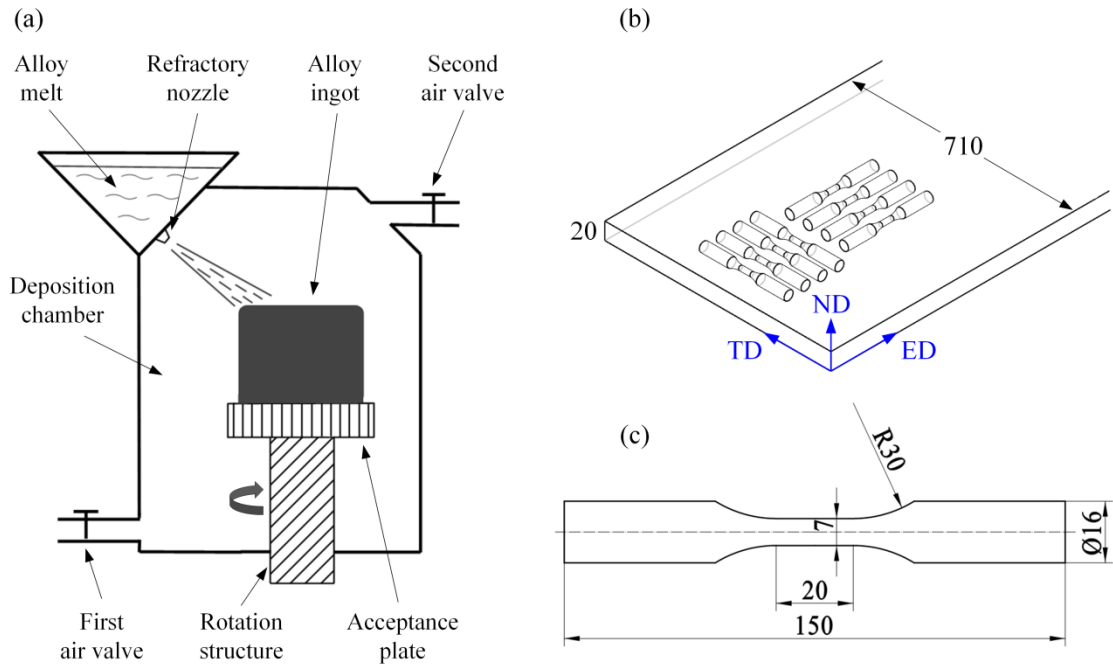 (a)
Alloy
melt
Refractory
nozzle
Alloy
ingot
Second
air valve
Deposition
chamber
First
air valve
Rotation
structure
Acceptance
plate
(b)
710
20
ND
TD
ED
(c)
R30
7
Ø16
20
150